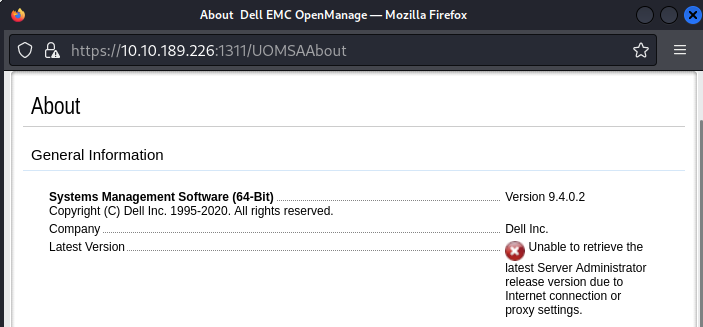 About Dell EMC OpenManage — Mozilla Firefox
https://10.10.189.226:1311/UOMSAAbout
About
General Information
Systems Management Software (64-Bit) Version 9.4.0.2
Copyright (C) Dell Inc. 1995-2020. All rights reserved.
Company Dell Inc.
Latest Version Unable to retrieve the
latest Server Administrator
release version due to
Internet connection or
proxy settings.